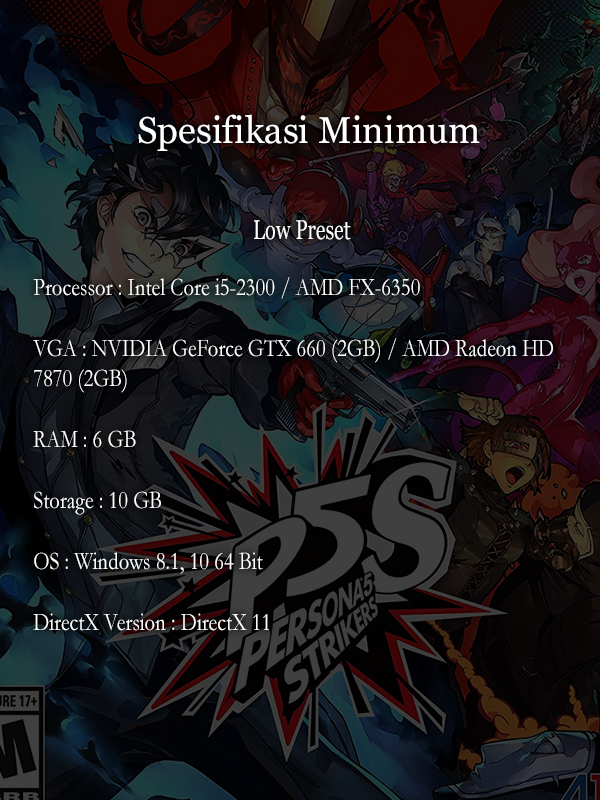 Spesifikasi Minimum
Low Preset
Processor : Intel Core i5-2300 / AMD FX-6350
VGA : NVIDIA GeForce GTX 660 (2GB) / AMD Radeon HD
7870 (2GB)
RAM : 6 GB
Storage : 10 GB
OS : Windows 8.1, 10 64 Bit
DirectX Version : DirectX 11
P5S
PERSONA5
STRIKERS
17+
M